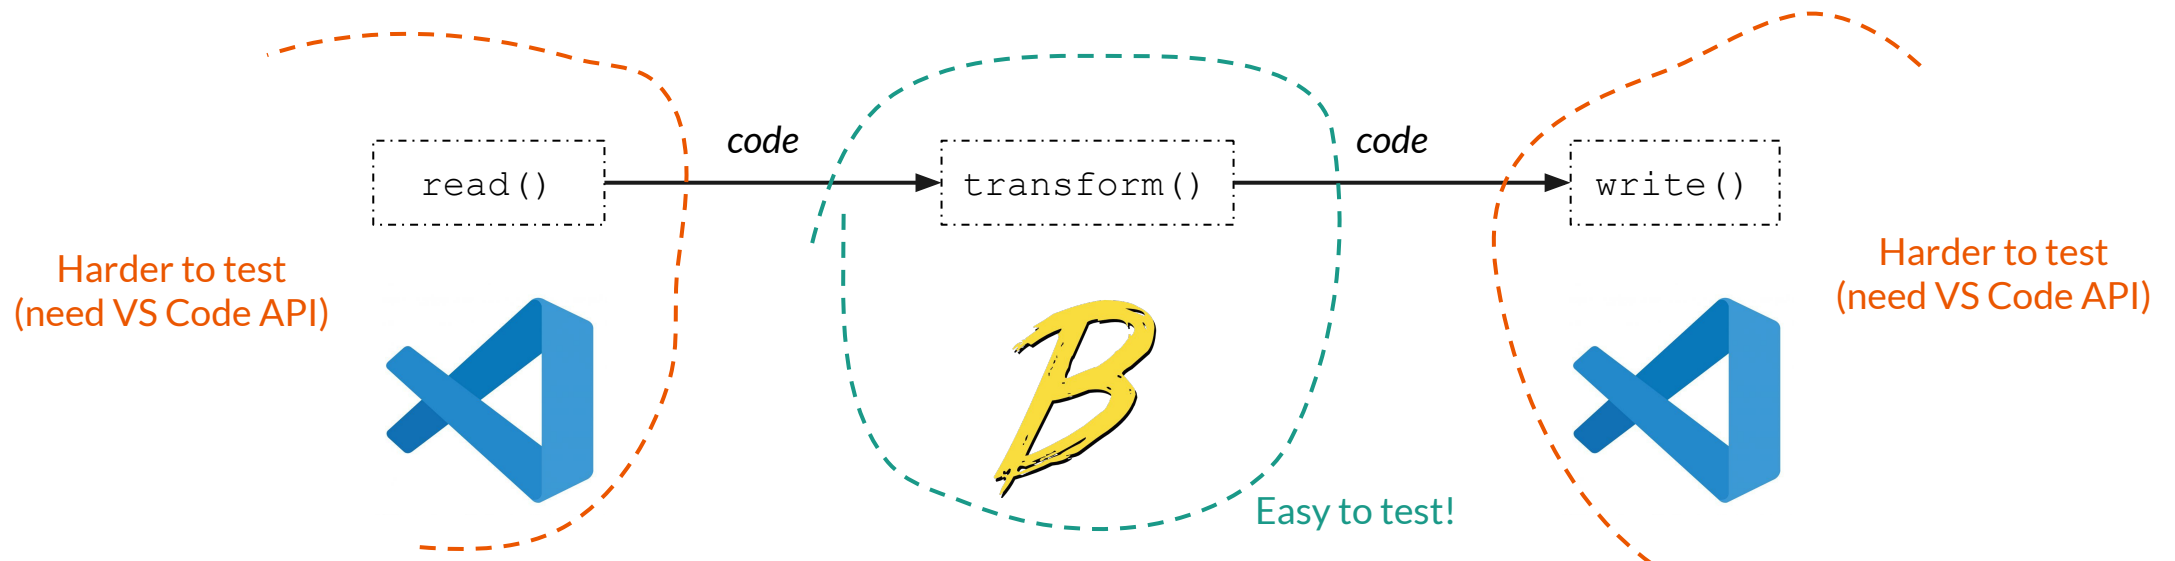 code
code
read()
transform()
write()
Harder to test
(need VS Code API)
B
Harder to test
(need VS Code API)
Easy to test!